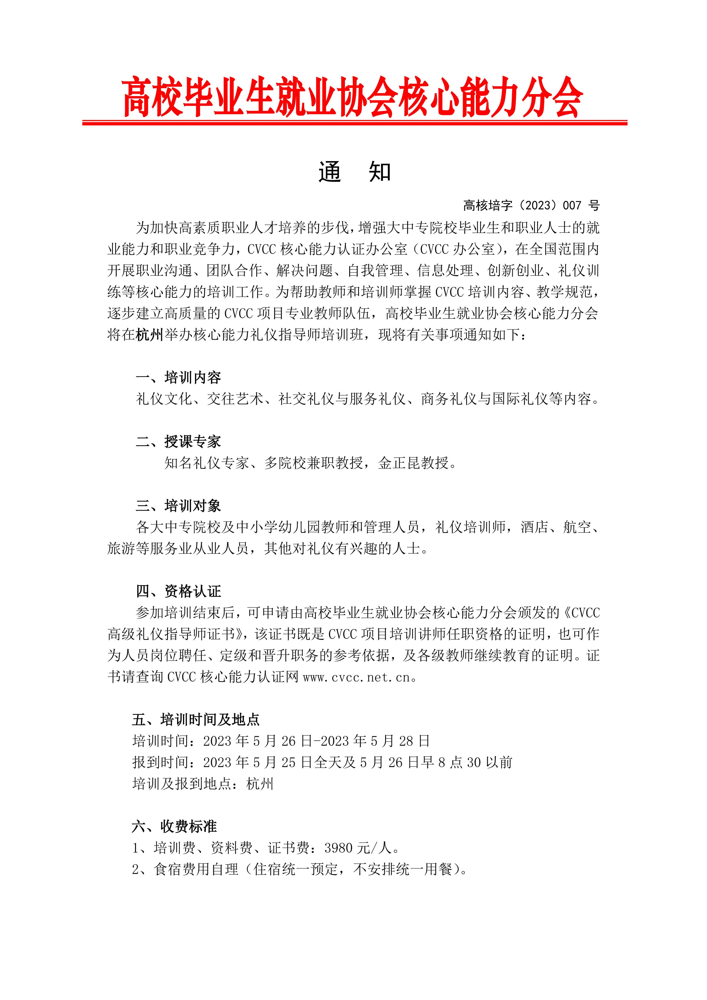 高校毕业生就业协会核心能力分会
通 知
高核培字（2023）007 号
为加快高素质职业人才培养的步伐，增强大中专院校毕业生和职业人士的就
业能力和职业竞争力，CVCC 核心能力认证办公室（CVCC 办公室），在全国范围内
开展职业沟通、团队合作、解决问题、自我管理、信息处理、创新创业、礼仪训
练等核心能力的培训工作。为帮助教师和培训师掌握 CVCC 培训内容、教学规范，
逐步建立高质量的 CVCC 项目专业教师队伍，高校毕业生就业协会核心能力分会
将在杭州举办核心能力礼仪指导师培训班，现将有关事项通知如下：
一、培训内容
礼仪文化、交往艺术、社交礼仪与服务礼仪、商务礼仪与国际礼仪等内容。
二、授课专家
知名礼仪专家、多院校兼职教授，金正昆教授。
三、培训对象
各大中专院校及中小学幼儿园教师和管理人员，礼仪培训师，酒店、航空、
旅游等服务业从业人员，其他对礼仪有兴趣的人士。
四、资格认证
参加培训结束后，可申请由高校毕业生就业协会核心能力分会颁发的《CVCC
高级礼仪指导师证书》，该证书既是 CVCC 项目培训讲师任职资格的证明，也可作
为人员岗位聘任、定级和晋升职务的参考依据，及各级教师继续教育的证明。证
书请查询 CVCC 核心能力认证网 www.cvcc.net.cn。
五、培训时间及地点
培训时间：2023 年 5 月 26 日-2023 年 5 月 28 日
报到时间：2023 年 5 月 25 日全天及 5 月 26 日早 8 点 30 以前
培训及报到地点：杭州
六、收费标准
1、培训费、资料费、证书费：3980 元/人。
2、食宿费用自理（住宿统一预定，不安排统一用餐）。